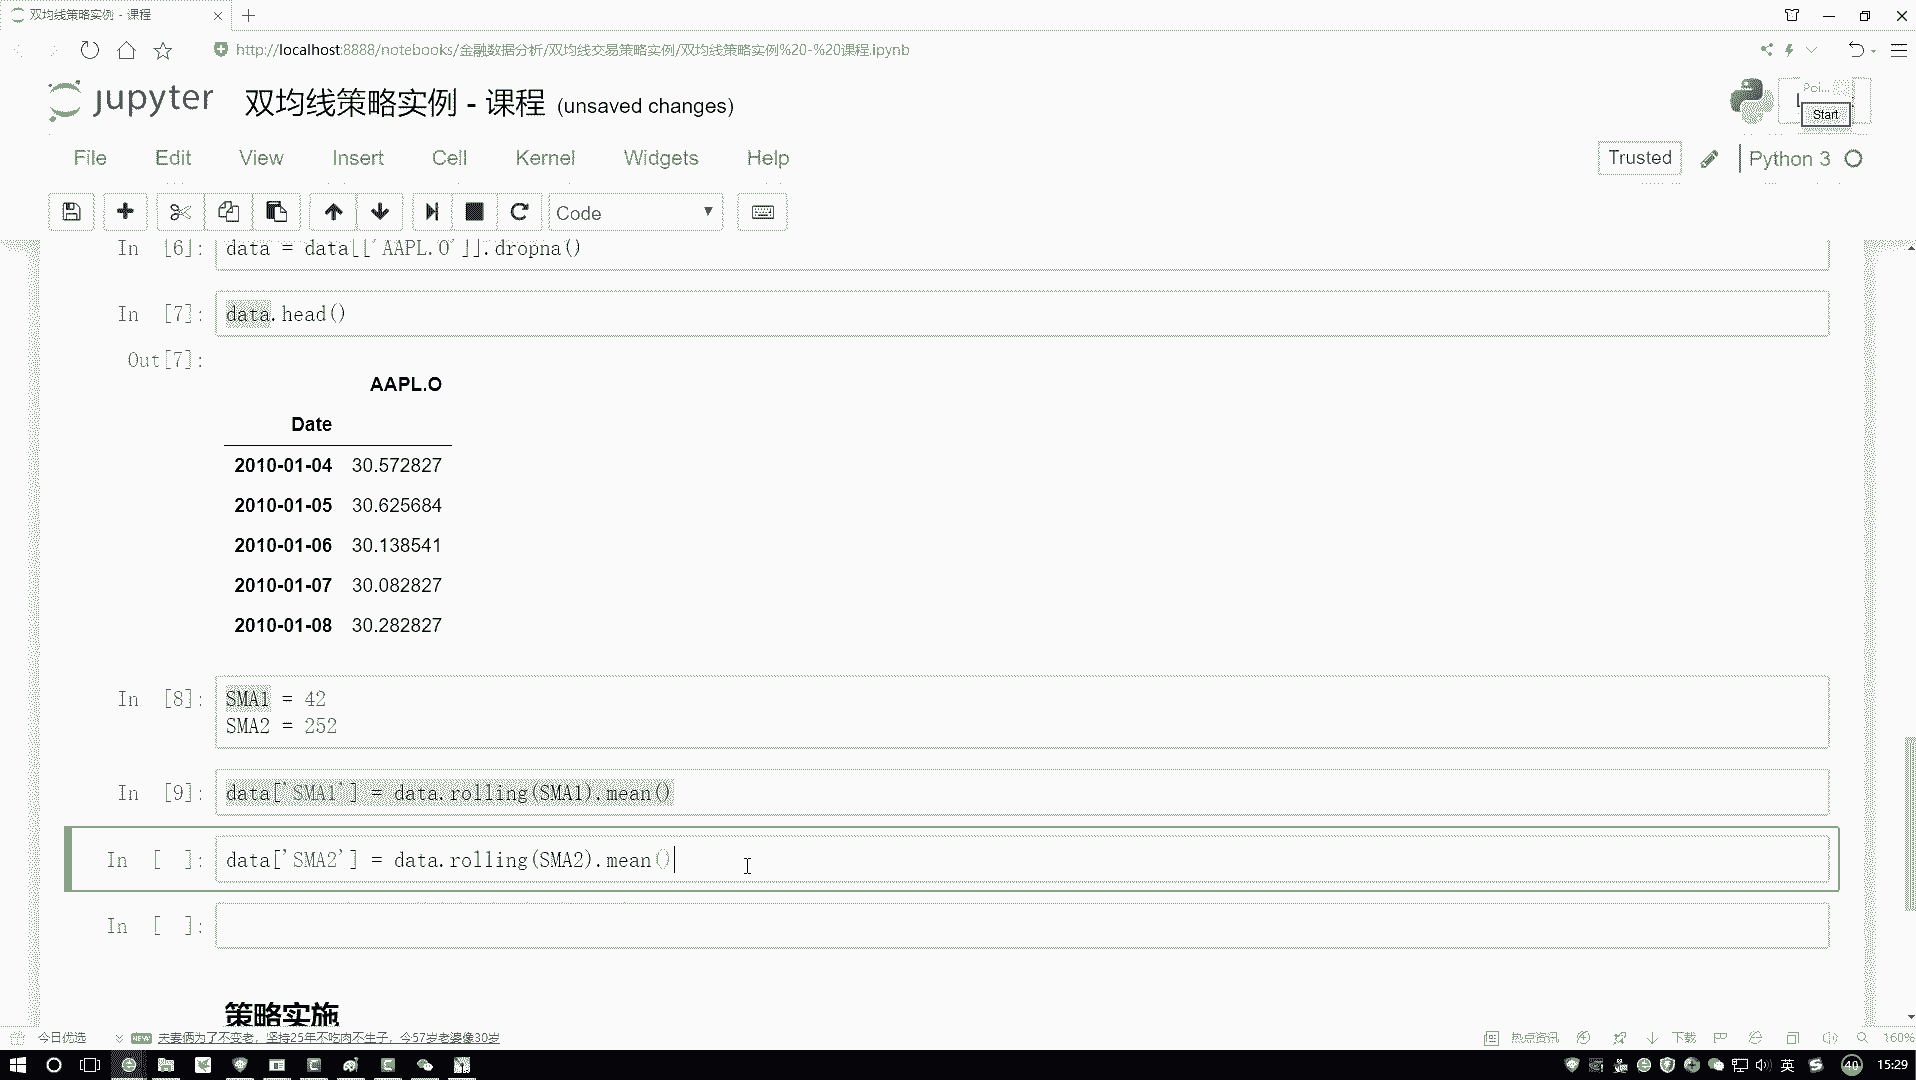 双均线策略实例 - 课程
http://localhost:8888/notebooks/金融数据分析/双均线交易策略实例/双均线策略实例%20-%20课程.ipynb
jupyter 双均线策略实例 - 课程 (unsaved changes)
Poi...
Start
File Edit View Insert Cell Kernel Widgets Help
Trusted
Python 3
Code
In [6]: data = data[['AAPL.O']].dropna()
In [7]: data.head()
Out[7]:
AAPL.O
Date
2010-01-04 30.572827
2010-01-05 30.625684
2010-01-06 30.138541
2010-01-07 30.082827
2010-01-08 30.282827
In [8]: SMA1 = 42
SMA2 = 252
In [9]: data['SMA1'] = data.rolling(SMA1).mean()
In [ ]: data['SMA2'] = data.rolling(SMA2).mean()
In [ ]:
策略实施
今日优选
NEW
夫妻俩为了不变老，坚持25年不吃肉不生子，今57岁老婆像30岁
热点资讯
下载
160%
英
40
15:29